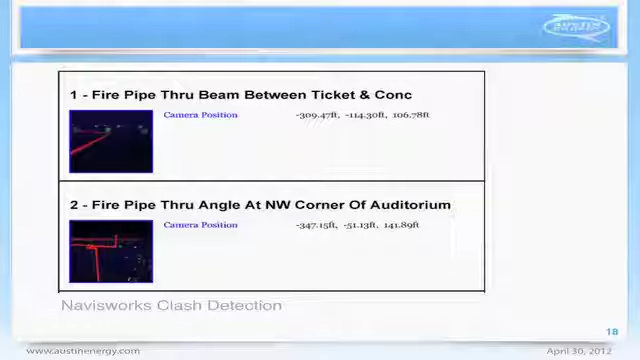 AUSTIN
ENERGY
1 - Fire Pipe Thru Beam Between Ticket & Conc
Camera Position -309.47ft, -114.30ft, 106.78ft
2 - Fire Pipe Thru Angle At NW Corner Of Auditorium
Camera Position -347.15ft, -51.13ft, 141.89ft
Navisworks Clash Detection
18
www.austinenergy.com April 30, 2012